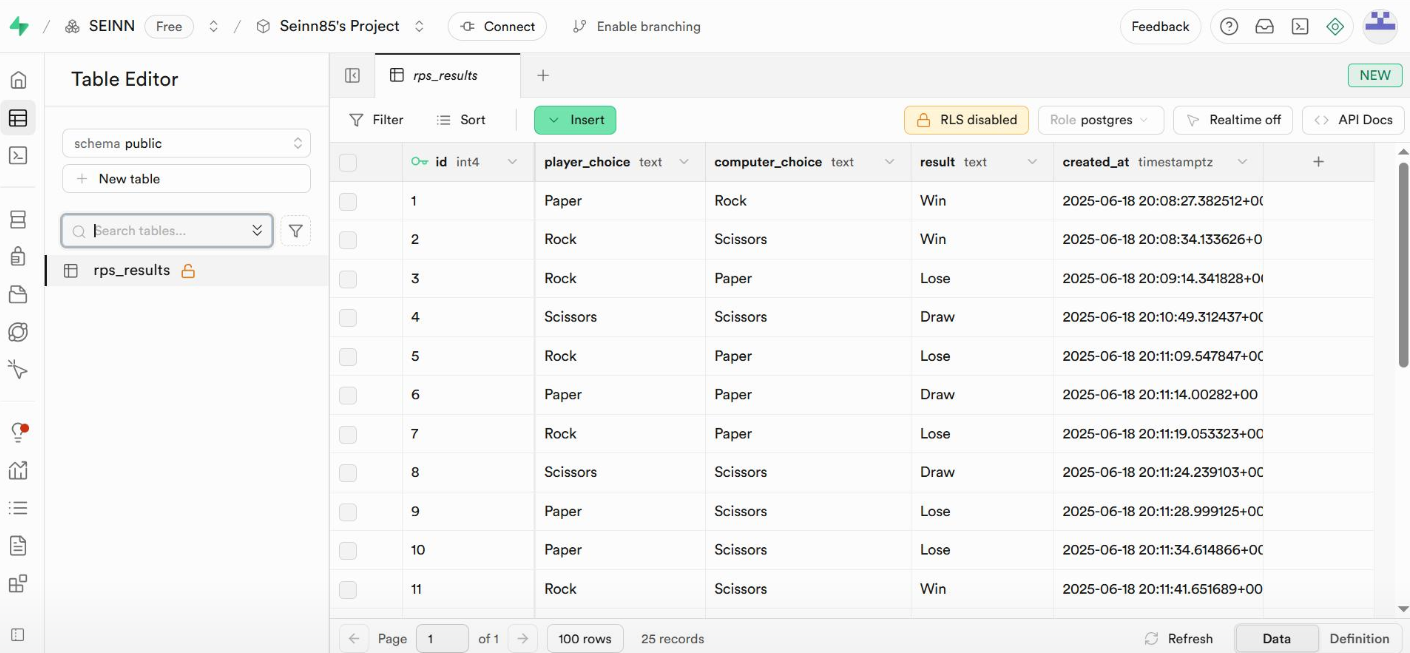 / SEINN Free / Seinn85's Project Connect Enable branching Feedback
Table Editor
rps_results
NEW
schema public
New table
Search tables...
rps_results
Filter Sort Insert RLS disabled Role postgres Realtime off API Docs
id int4 player_choice text computer_choice text result text created_at timestamptz
1 Paper Rock Win 2025-06-18 20:08:27.382512+00
2 Rock Scissors Win 2025-06-18 20:08:34.133626+0
3 Rock Paper Lose 2025-06-18 20:09:14.341828+00
4 Scissors Scissors Draw 2025-06-18 20:10:49.312437+00
5 Rock Paper Lose 2025-06-18 20:11:09.547847+00
6 Paper Paper Draw 2025-06-18 20:11:14.00282+00
7 Rock Paper Lose 2025-06-18 20:11:19.053323+00
8 Scissors Scissors Draw 2025-06-18 20:11:24.239103+00
9 Paper Scissors Lose 2025-06-18 20:11:28.999125+00
10 Paper Scissors Lose 2025-06-18 20:11:34.614866+00
11 Rock Scissors Win 2025-06-18 20:11:41.651689+00
Page 1 of 1 100 rows 25 records Refresh Data Definition